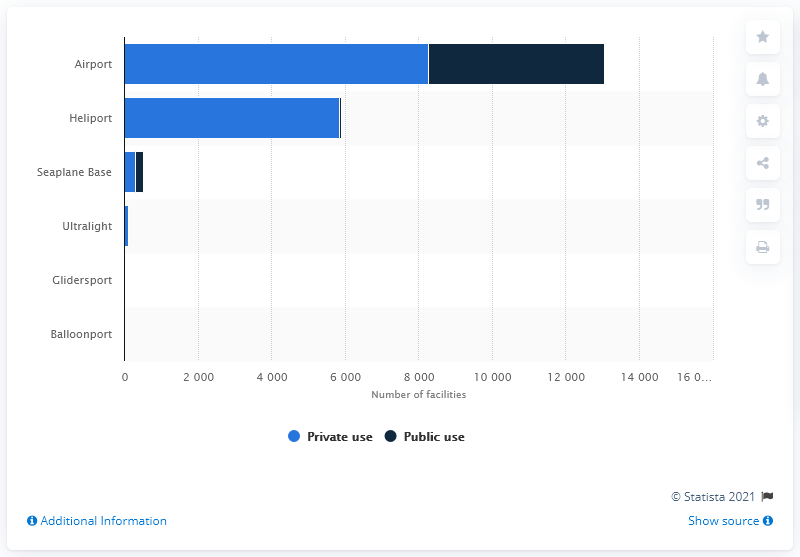 Airport
Heliport
Seaplane Base
Ultralight
Glidersport
Balloonport
0 2 000 4 000 6 000 8 000 10 000 12 000 14 000 16 0...
Number of facilities
Private use Public use
© Statista 2021
Additional Information Show source